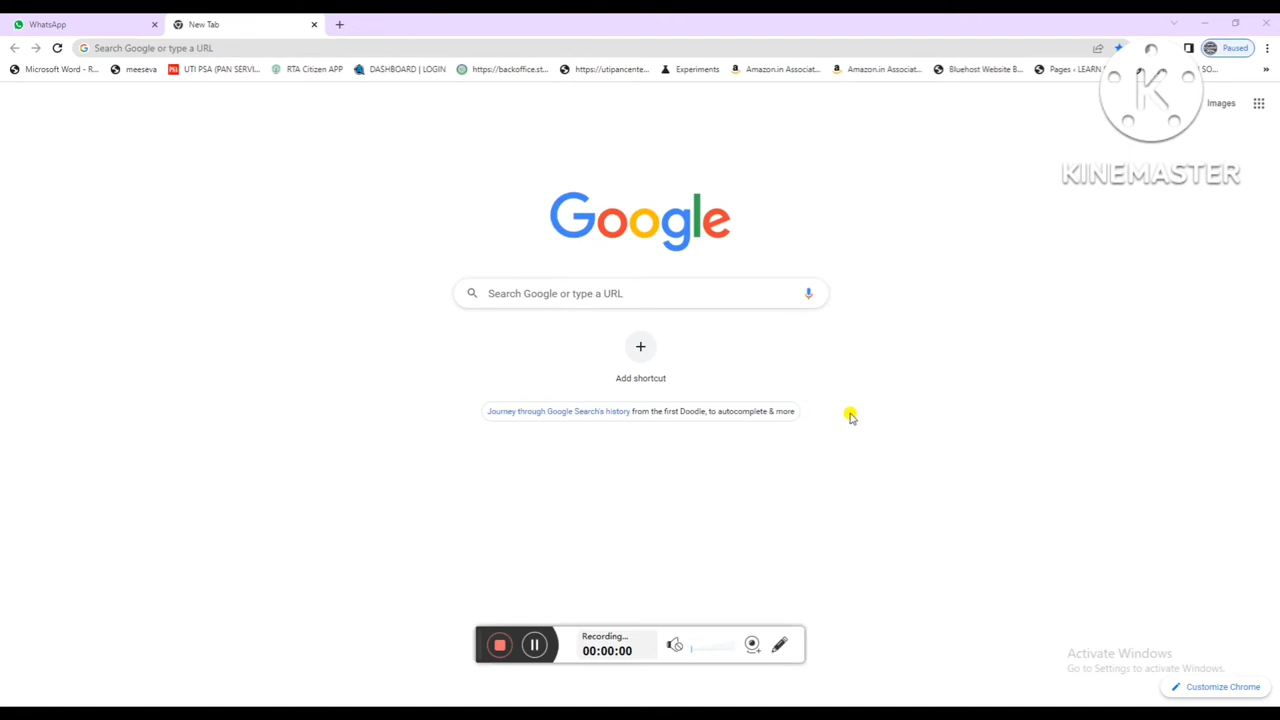 WhatsApp
New Tab
Search Google or type a URL
Paused
Microsoft Word - R...
meeseva
UTI PSA (PAN SERVI...
RTA Citizen APP
DASHBOARD | LOGIN
https://backoffice.st...
https://utipancente...
Experiments
Amazon.in Associat...
Amazon.in Associat...
Bluehost Website B...
Pages ‹ LEARN
SO...
Images
K
KINEMASTER
Google
Search Google or type a URL
Add shortcut
Journey through Google Search's history from the first Doodle, to autocomplete & more
Recording...
00:00:00
Activate Windows
Go to Settings to activate Windows.
Customize Chrome